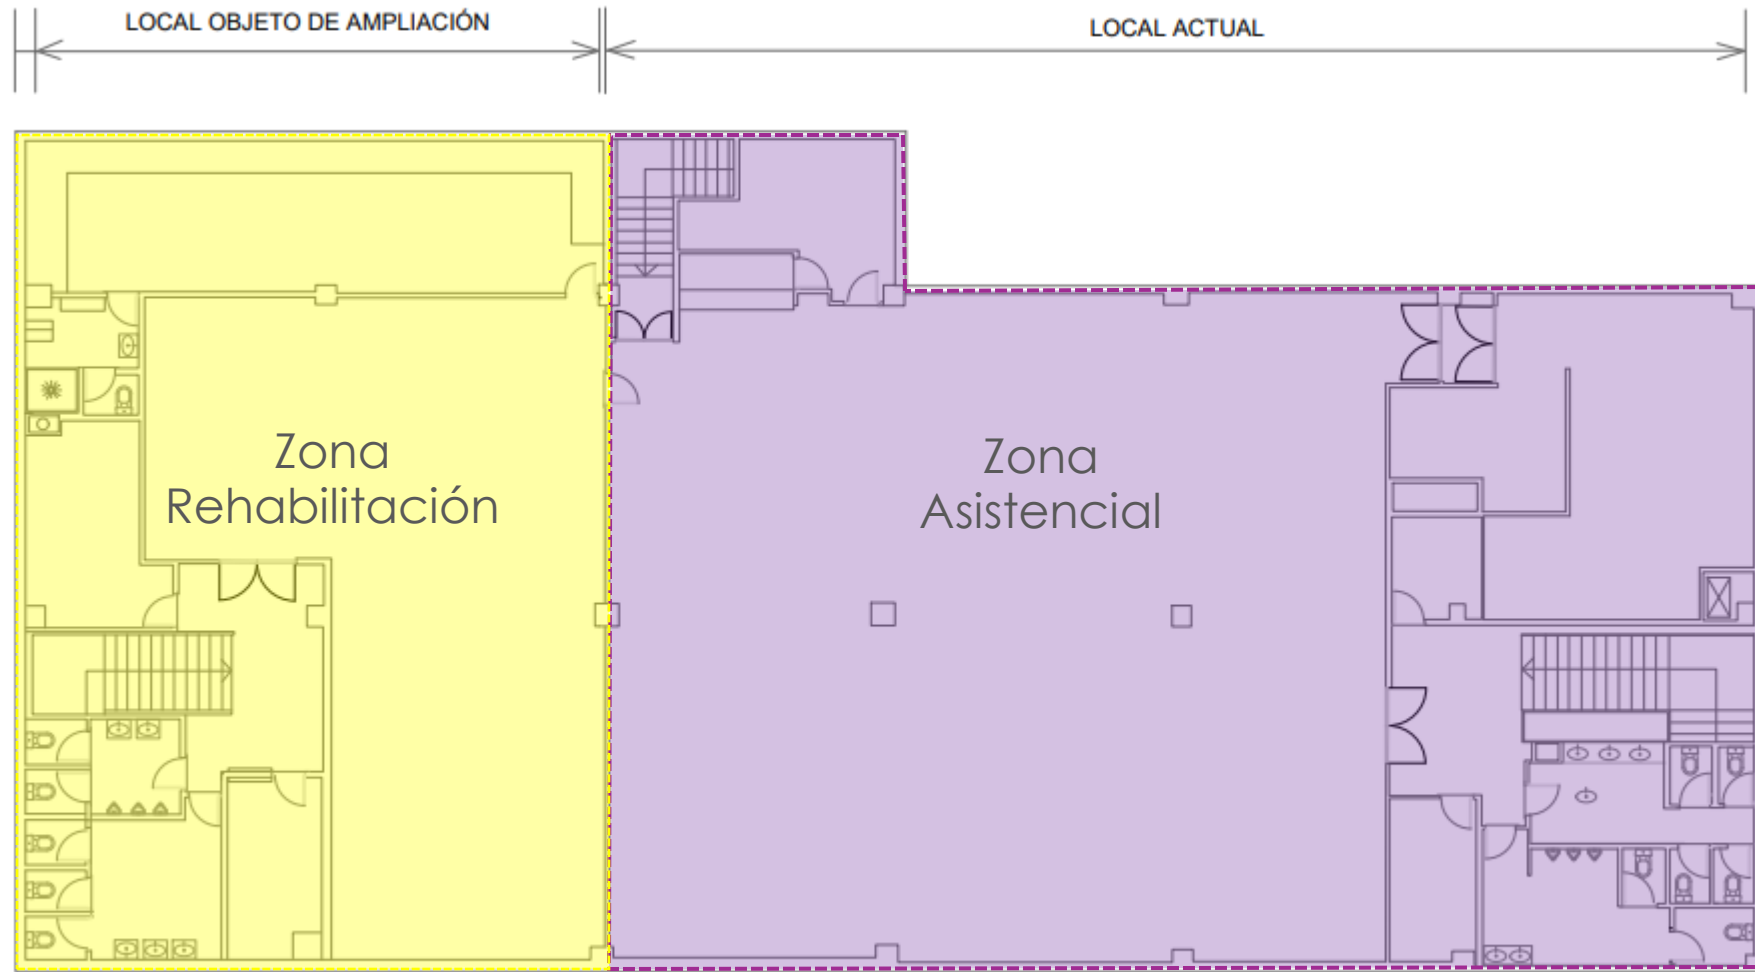 LOCAL OBJETO DE AMPLIACIÓN
LOCAL ACTUAL
Zona
Rehabilitación
Zona
Asistencial